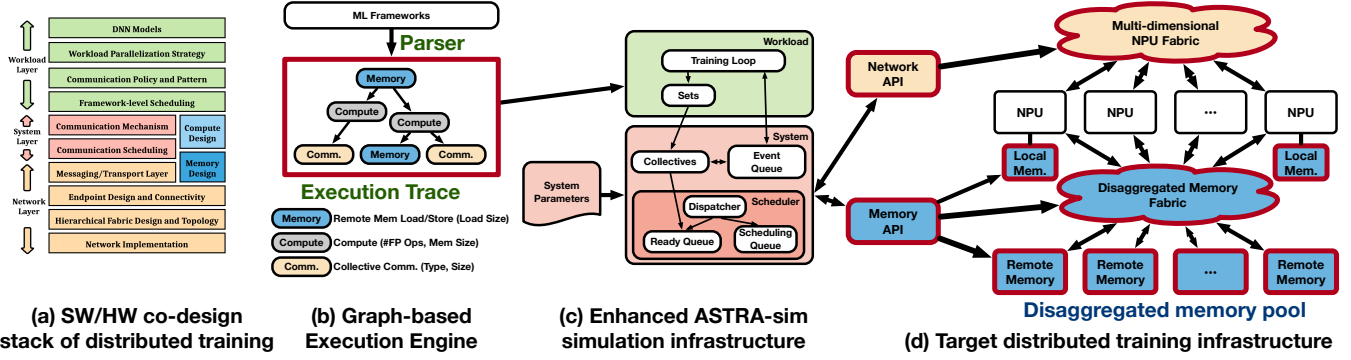 DNN Models
Workload Parallelization Strategy
Communication Policy and Pattern
Framework-level Scheduling
Communication Mechanism
Communication Scheduling
Messaging/Transport Layer
Endpoint Design and Connectivity
Hierarchical Fabric Design and Topology
Network Implementation
Compute
Design
Memory
Design
Workload
Layer
System
Layer
Network
Layer
(a) SW/HW co-design
stack of distributed training
ML Frameworks
Parser
Memory
Compute
Compute
Comm.
Memory
Comm.
Execution Trace
Memory Remote Mem Load/Store (Load Size)
Compute Compute (#FP Ops, Mem Size)
Comm. Collective Comm. (Type, Size)
(b) Graph-based
Execution Engine
System
Parameters
Workload
Training Loop
Sets
System
Collectives
Event
Queue
Scheduler
Dispatcher
Ready Queue
Scheduling
Queue
(c) Enhanced ASTRA-sim
simulation infrastructure
Network
API
Memory
API
Multi-dimensional
NPU Fabric
NPU NPU ... NPU
Local
Mem.
Local
Mem.
Disaggregated Memory
Fabric
Remote
Memory
Remote
Memory
...
Remote
Memory
Disaggregated memory pool
(d) Target distributed training infrastructure